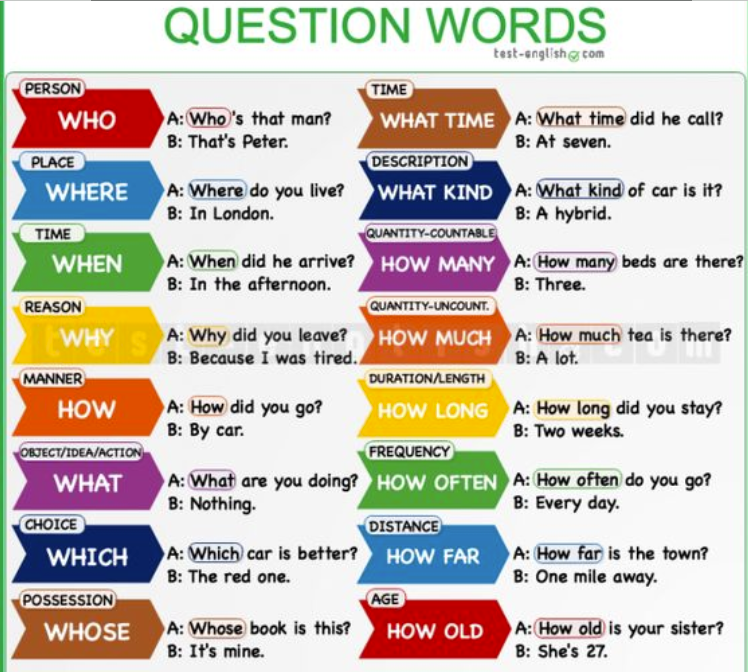 QUESTION WORDS
test-english.com
PERSON
WHO
A: Who's that man?
B: That's Peter.
PLACE
WHERE
A: Where do you live?
B: In London.
TIME
WHEN
A: When did he arrive?
B: In the afternoon.
REASON
WHY
A: Why did you leave?
B: Because I was tired.
MANNER
HOW
A: How did you go?
B: By car.
OBJECT/IDEA/ACTION
WHAT
A: What are you doing?
B: Nothing.
CHOICE
WHICH
A: Which car is better?
B: The red one.
POSSESSION
WHOSE
A: Whose book is this?
B: It's mine.
TIME
WHAT TIME
A: What time did he call?
B: At seven.
DESCRIPTION
WHAT KIND
A: What kind of car is it?
B: A hybrid.
QUANTITY-COUNTABLE
HOW MANY
A: How many beds are there?
B: Three.
QUANTITY-UNCOUNT.
HOW MUCH
A: How much tea is there?
B: A lot.
DURATION/LENGTH
HOW LONG
A: How long did you stay?
B: Two weeks.
FREQUENCY
HOW OFTEN
A: How often do you go?
B: Every day.
DISTANCE
HOW FAR
A: How far is the town?
B: One mile away.
AGE
HOW OLD
A: How old is your sister?
B: She's 27.